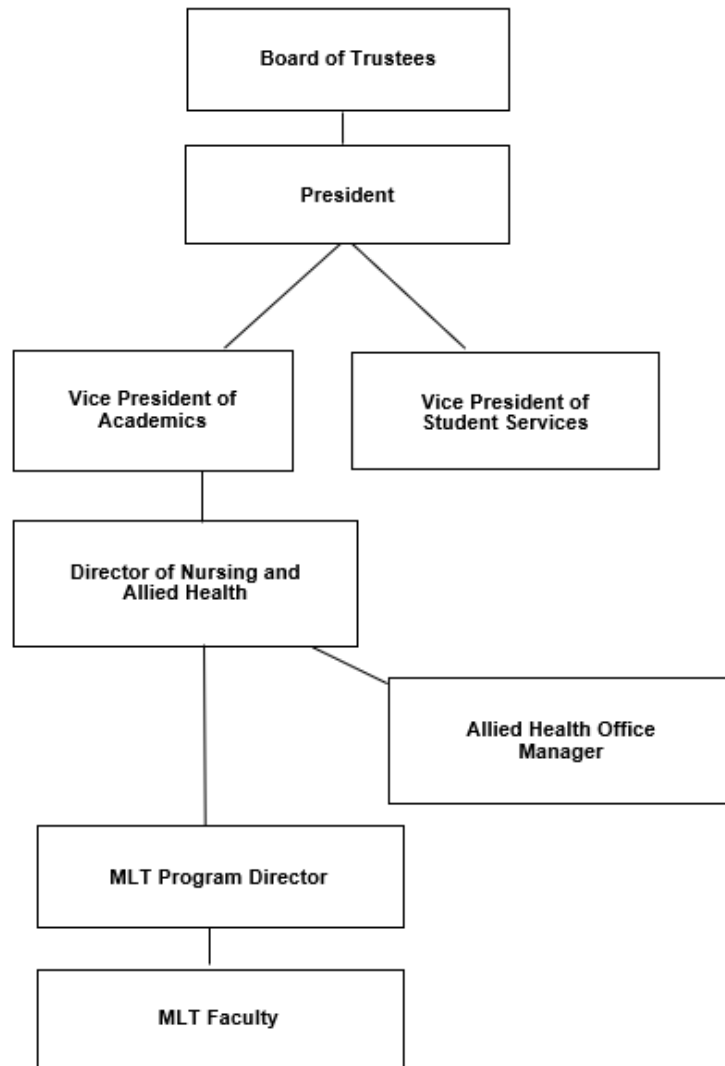 Board of Trustees
President
Vice President of
Academics
Vice President of
Student Services
Director of Nursing and
Allied Health
Allied Health Office
Manager
MLT Program Director
MLT Faculty